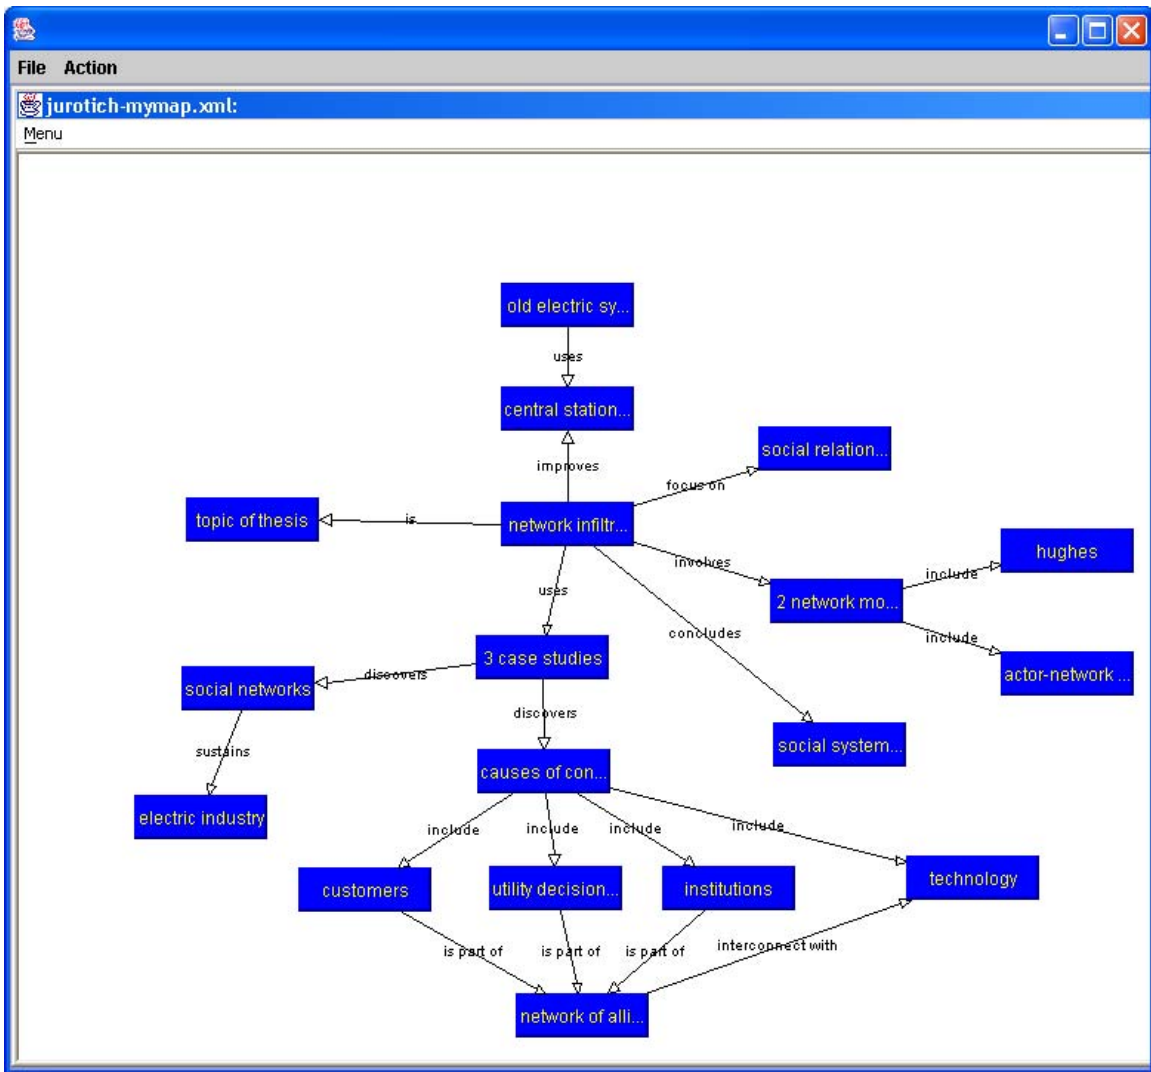 File Action
jurotich-mymap.xml:
Menu
old electric sy...
uses
central station...
improves
social relation...
focus on
topic of thesis
is
network infiltr...
hughes
involves
include
2 network mo...
uses
concludes
include
3 case studies
actor-network ...
discovers
social networks
discovers
social system...
sustains
causes of con...
electric industry
include
include
include
include
customers
utility decision...
institutions
technology
is part of
is part of
is part of
interconnect with
network of alli...